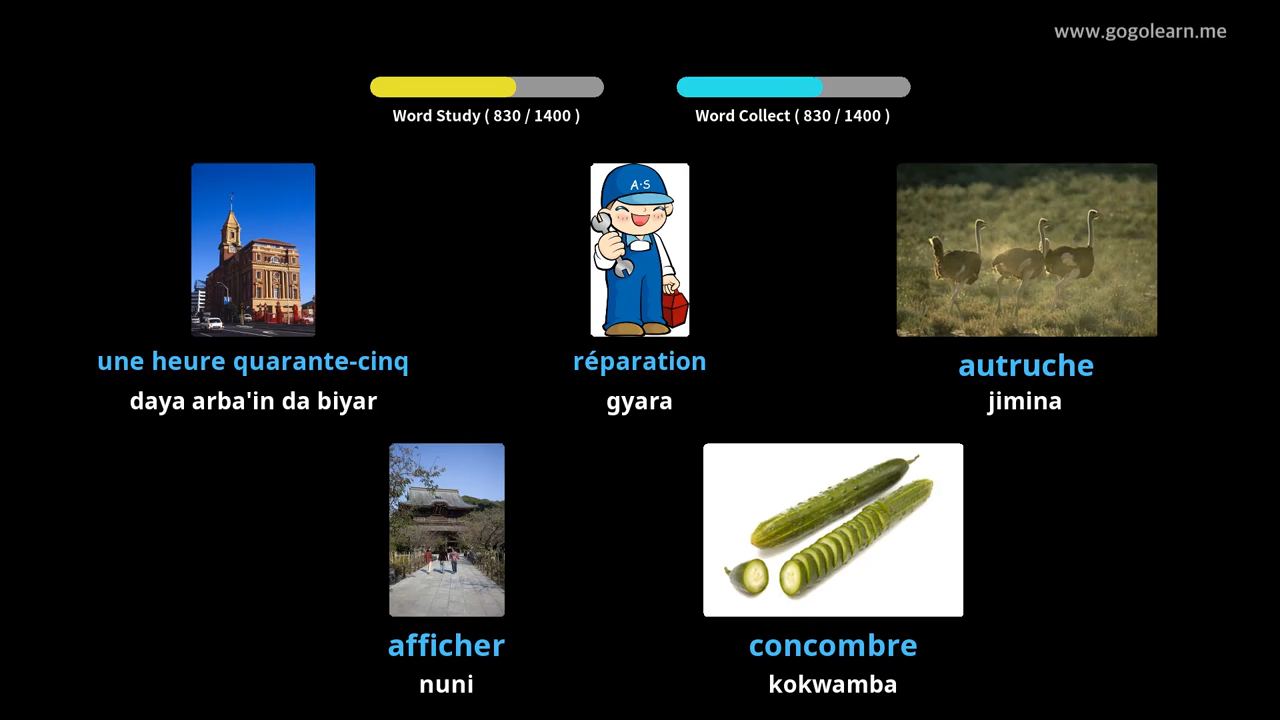 www.gogolearn.me
Word Study ( 830 / 1400 )
Word Collect ( 830 / 1400 )
A·S
une heure quarante-cinq
daya arba'in da biyar
réparation
gyara
autruche
jimina
afficher
nuni
concombre
kokwamba